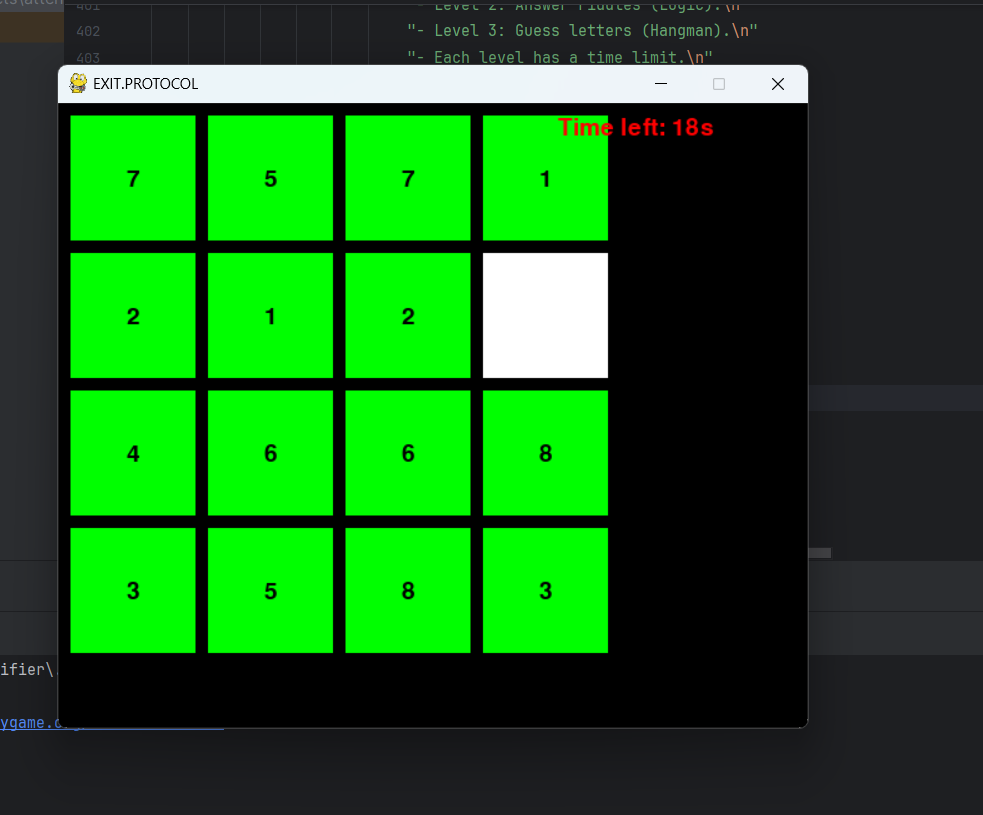 401 - Level 2: Answer riddles (Logic).\n"
402 "- Level 3: Guess letters (Hangman).\n"
403 "- Each level has a time limit.\n"
EXIT.PROTOCOL
Time left: 18s
7 5 7 1
2 1 2
4 6 6 8
3 5 8 3
ifier\
ygame.